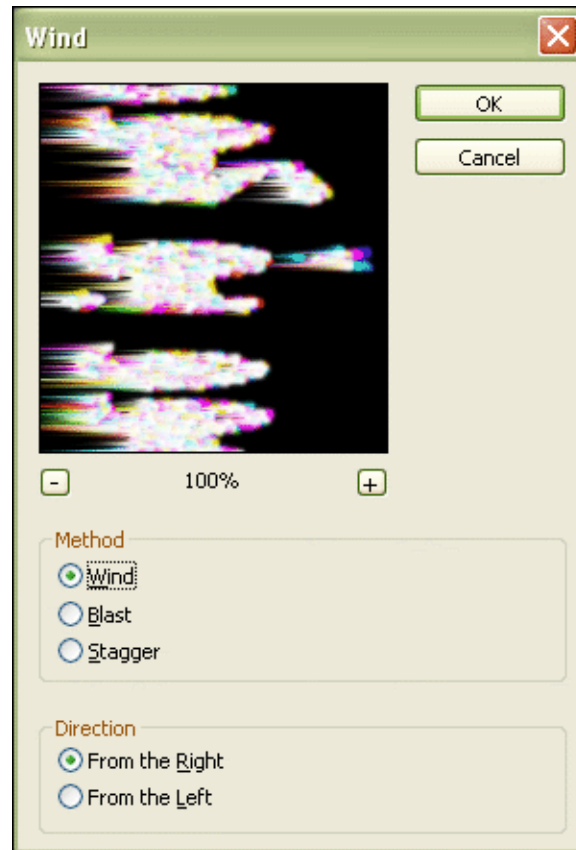 Wind
OK
Cancel
- 100% +
Method
Wind
Blast
Stagger
Direction
From the Right
From the Left